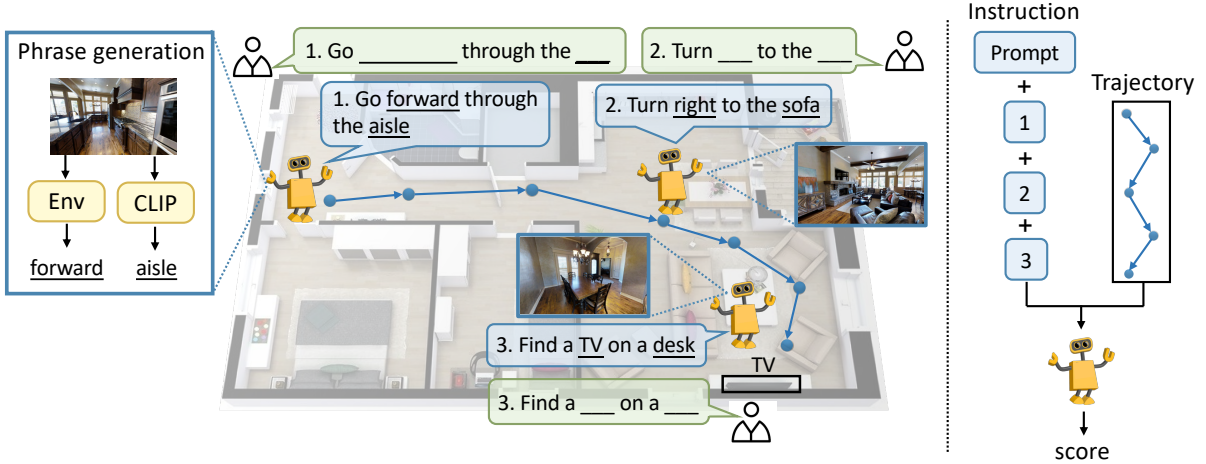 Phrase generation
Env
CLIP
forward
aisle
1. Go __________ through the ___
2. Turn ___ to the ___
1. Go forward through
the aisle
2. Turn right to the sofa
3. Find a TV on a desk
TV
3. Find a ___ on a ___
Instruction
Prompt
+
1
+
2
+
3
Trajectory
score